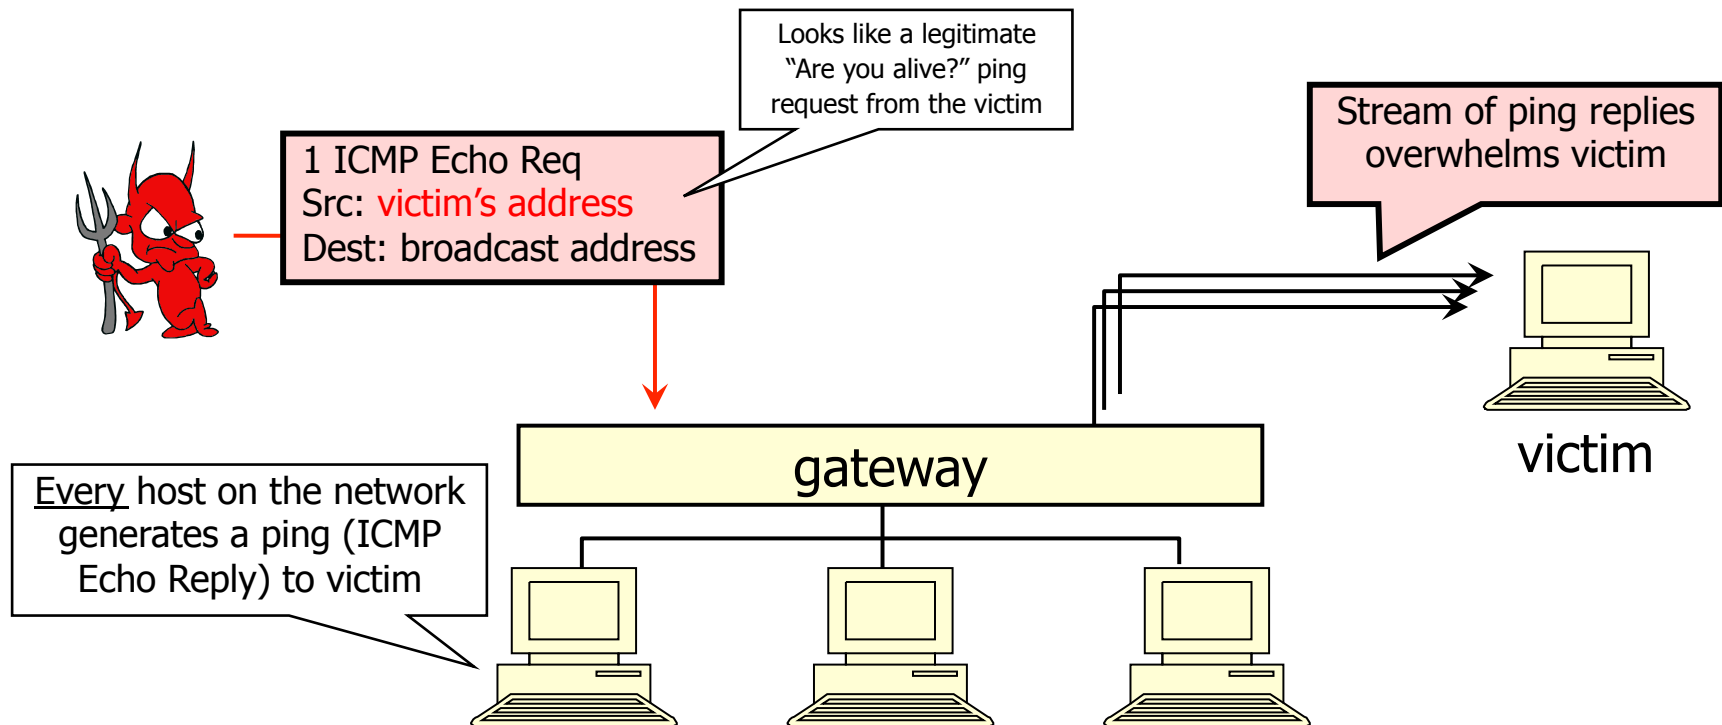 Looks like a legitimate
“Are you alive?” ping
request from the victim
Stream of ping replies
overwhelms victim
1 ICMP Echo Req
Src: victim’s address
Dest: broadcast address
victim
gateway
Every host on the network
generates a ping (ICMP
Echo Reply) to victim